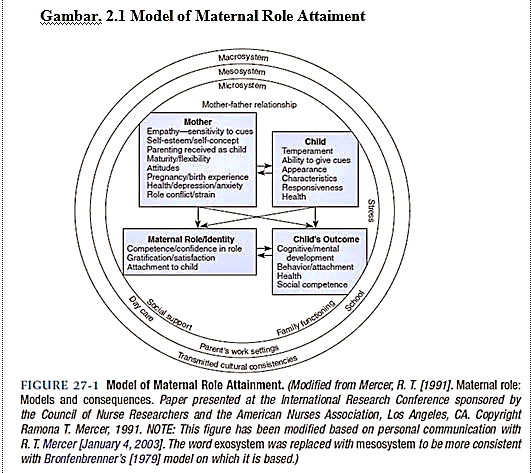 Gambar. 2.1 Model of Maternal Role Attaiment
Macrosystem
Mesosystem
Microsystem
Mother-father relationship
Mother
Empathy—sensitivity to cues
Self-esteem/self-concept
Parenting received as child
Maturity/flexibility
Attitudes
Pregnancy/birth experience
Health/depression/anxiety
Role conflict/strain
Child
Temperament
Ability to give cues
Appearance
Characteristics
Responsiveness
Health
Stress
Maternal Role/Identity
Competence/confidence in role
Gratification/satisfaction
Attachment to child
Child's Outcome
Cognitive/mental
development
Behavior/attachment
Health
Social competence
Social support
Family functioning
Day care
School
Parent's work settings
Transmitted cultural consistencies
FIGURE 27-1 Model of Maternal Role Attainment. (Modified from Mercer, R. T. [1991]. Maternal role:
Models and consequences. Paper presented at the International Research Conference sponsored by
the Council of Nurse Researchers and the American Nurses Association, Los Angeles, CA. Copyright
Ramona T. Mercer, 1991. NOTE: This figure has been modified based on personal communication with
R. T. Mercer [January 4, 2003]. The word exosystem was replaced with mesosystem to be more consistent
with Bronfenbrenner's [1979] model on which it is based.)